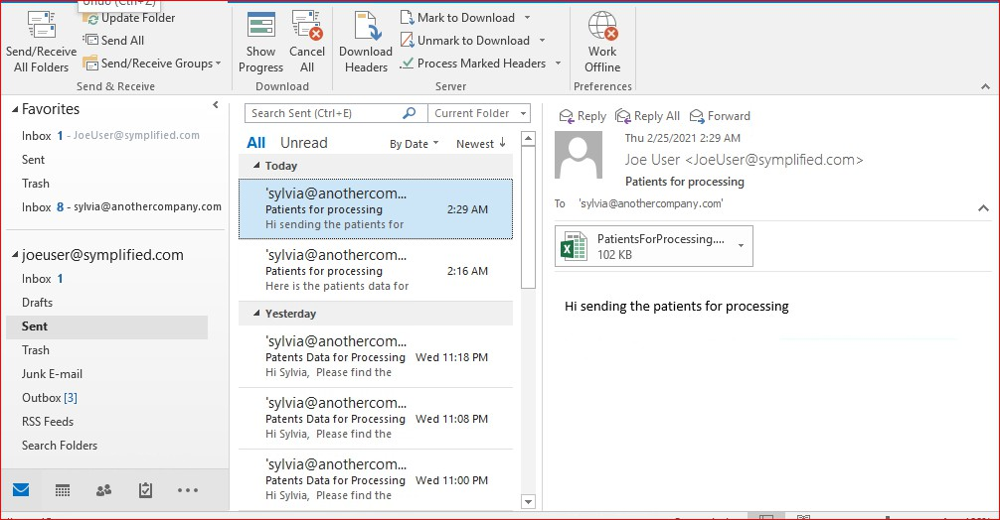 Undo (Ctrl+Z)
Update Folder
Send/Receive
All Folders
Send All
Send/Receive Groups
Send & Receive
Show
Progress
Cancel
All
Download
Download
Headers
Mark to Download
Unmark to Download
Process Marked Headers
Server
Work
Offline
Preferences
Favorites
Inbox 1 - JoeUser@symplified.com
Sent
Trash
Inbox 8 - sylvia@anothercompany.com
joeuser@symplified.com
Inbox 1
Drafts
Sent
Trash
Junk E-mail
Outbox [3]
RSS Feeds
Search Folders
Search Sent (Ctrl+E)
Current Folder
All Unread By Date Newest
Today
'sylvia@anothercom...
Patients for processing 2:29 AM
Hi sending the patients for
'sylvia@anothercom...
Patients for processing 2:16 AM
Here is the patients data for
Yesterday
'sylvia@anothercom...
Patents Data for Processing Wed 11:18 PM
Hi Sylvia, Please find the
'sylvia@anothercom...
Patents Data for Processing Wed 11:08 PM
Hi Sylvia, Please find the
'sylvia@anothercom...
Patents Data for Processing Wed 11:00 PM
Hi Sylvia, Please find the
Reply Reply All Forward
Thu 2/25/2021 2:29 AM
Joe User <JoeUser@symplified.com>
Patients for processing
To 'sylvia@anothercompany.com'
PatientsForProcessing....
102 KB
Hi sending the patients for processing